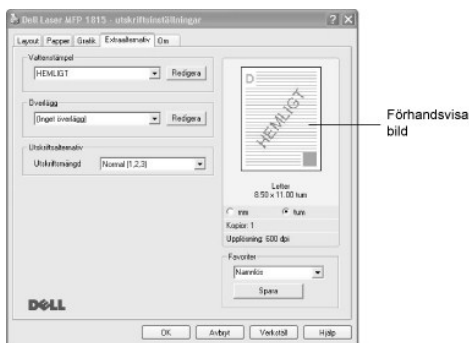 Dell Laser MFP 1815 - utskriftsinställningar
Layout Papper Grafik Extraalternativ Om
Vattenstämpel
HEMLIGT Redigera
Överlägg
(Inget överlägg) Redigera
Utskriftsalternativ
Utskriftsmängd Normal (1,2,3)
D
HEMLIGT
Förhandsvisa
bild
Letter
8.50 x 11.00 tum
mm tum
Kopior: 1
Upplösning: 600 dpi
Favoriter
Namnlös
Spara
DELL
OK Avbryt Verkställ Hjälp